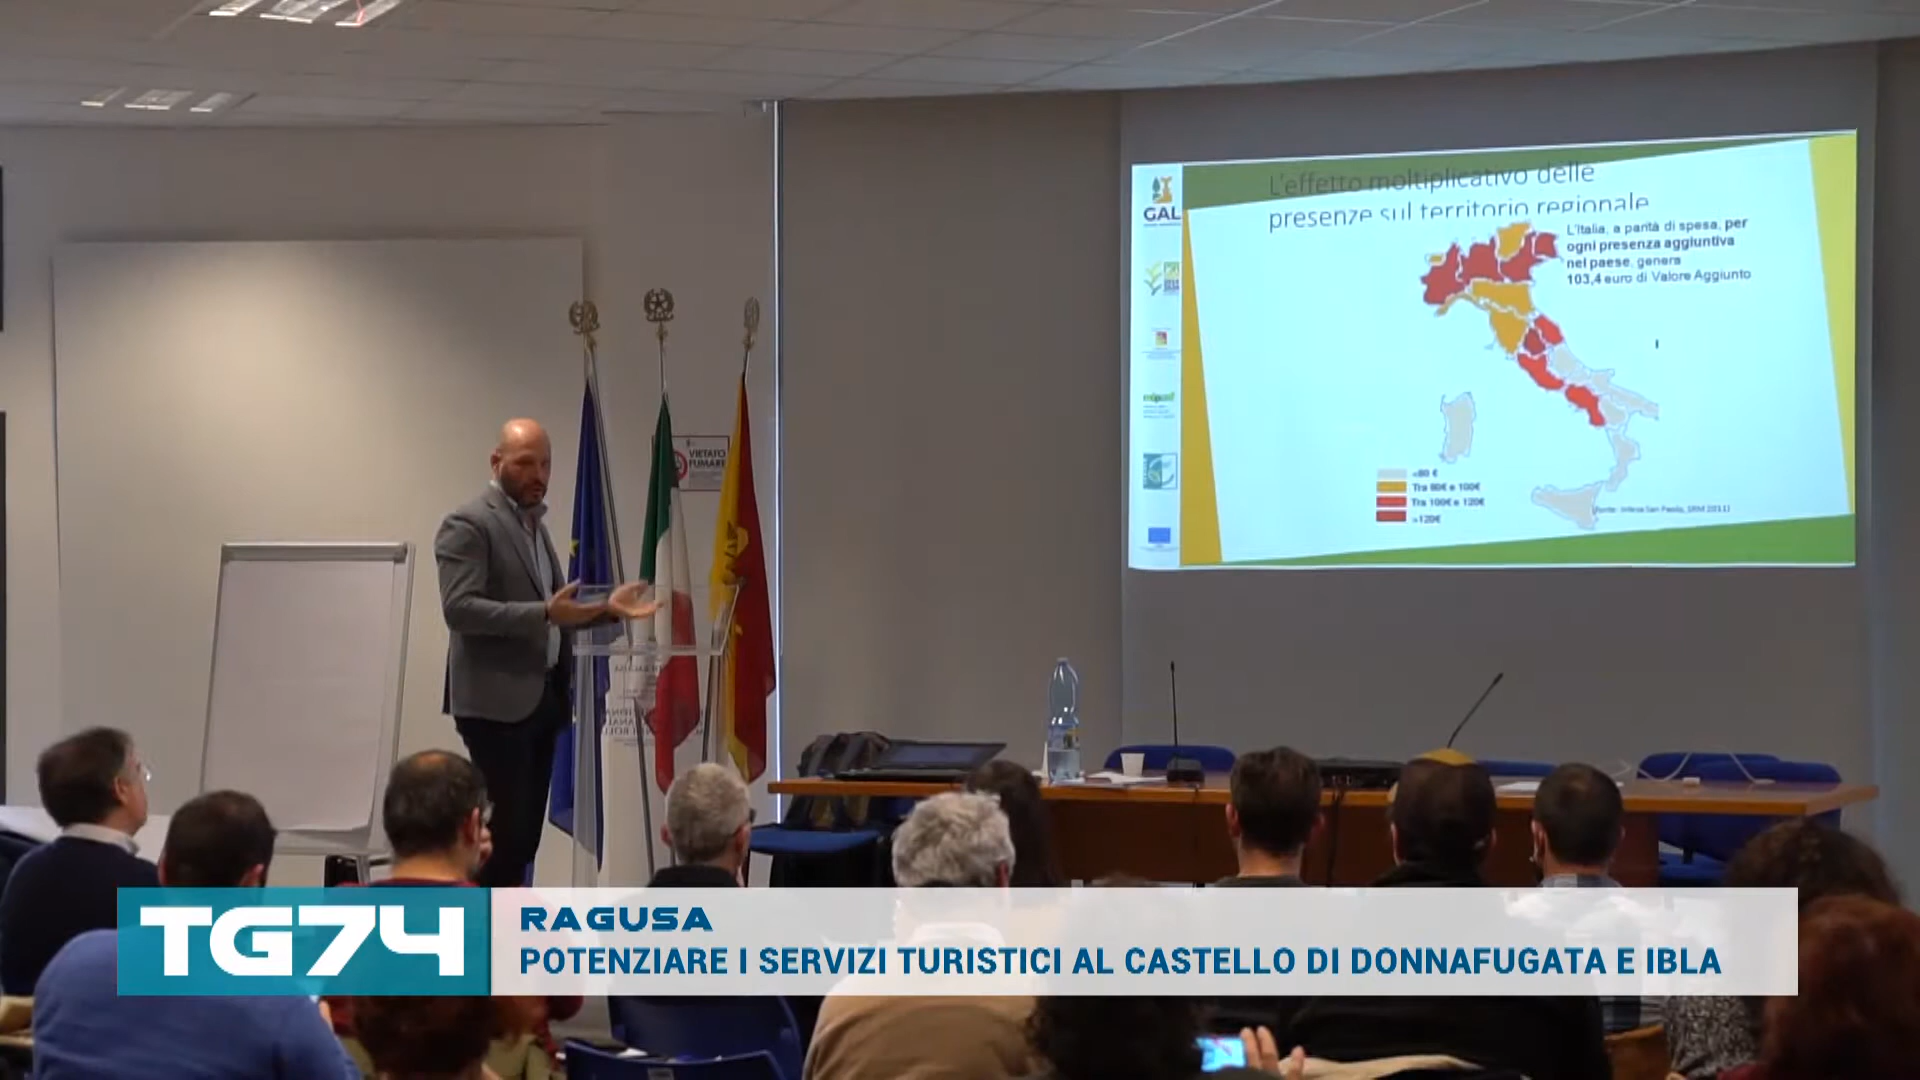 L'effetto moltiplicativo delle
presenze sul territorio regionale
L'Italia, a parità di spesa, per
ogni presenza aggiuntiva
nel paese, genera
103,4 euro di Valore Aggiunto
GAL
<80 €
Tra 80€ e 100€
Tra 100€ e 120€
>120€
VIETATO
FUMARE
TG74
RAGUSA
POTENZIARE I SERVIZI TURISTICI AL CASTELLO DI DONNAFUGATA E IBLA